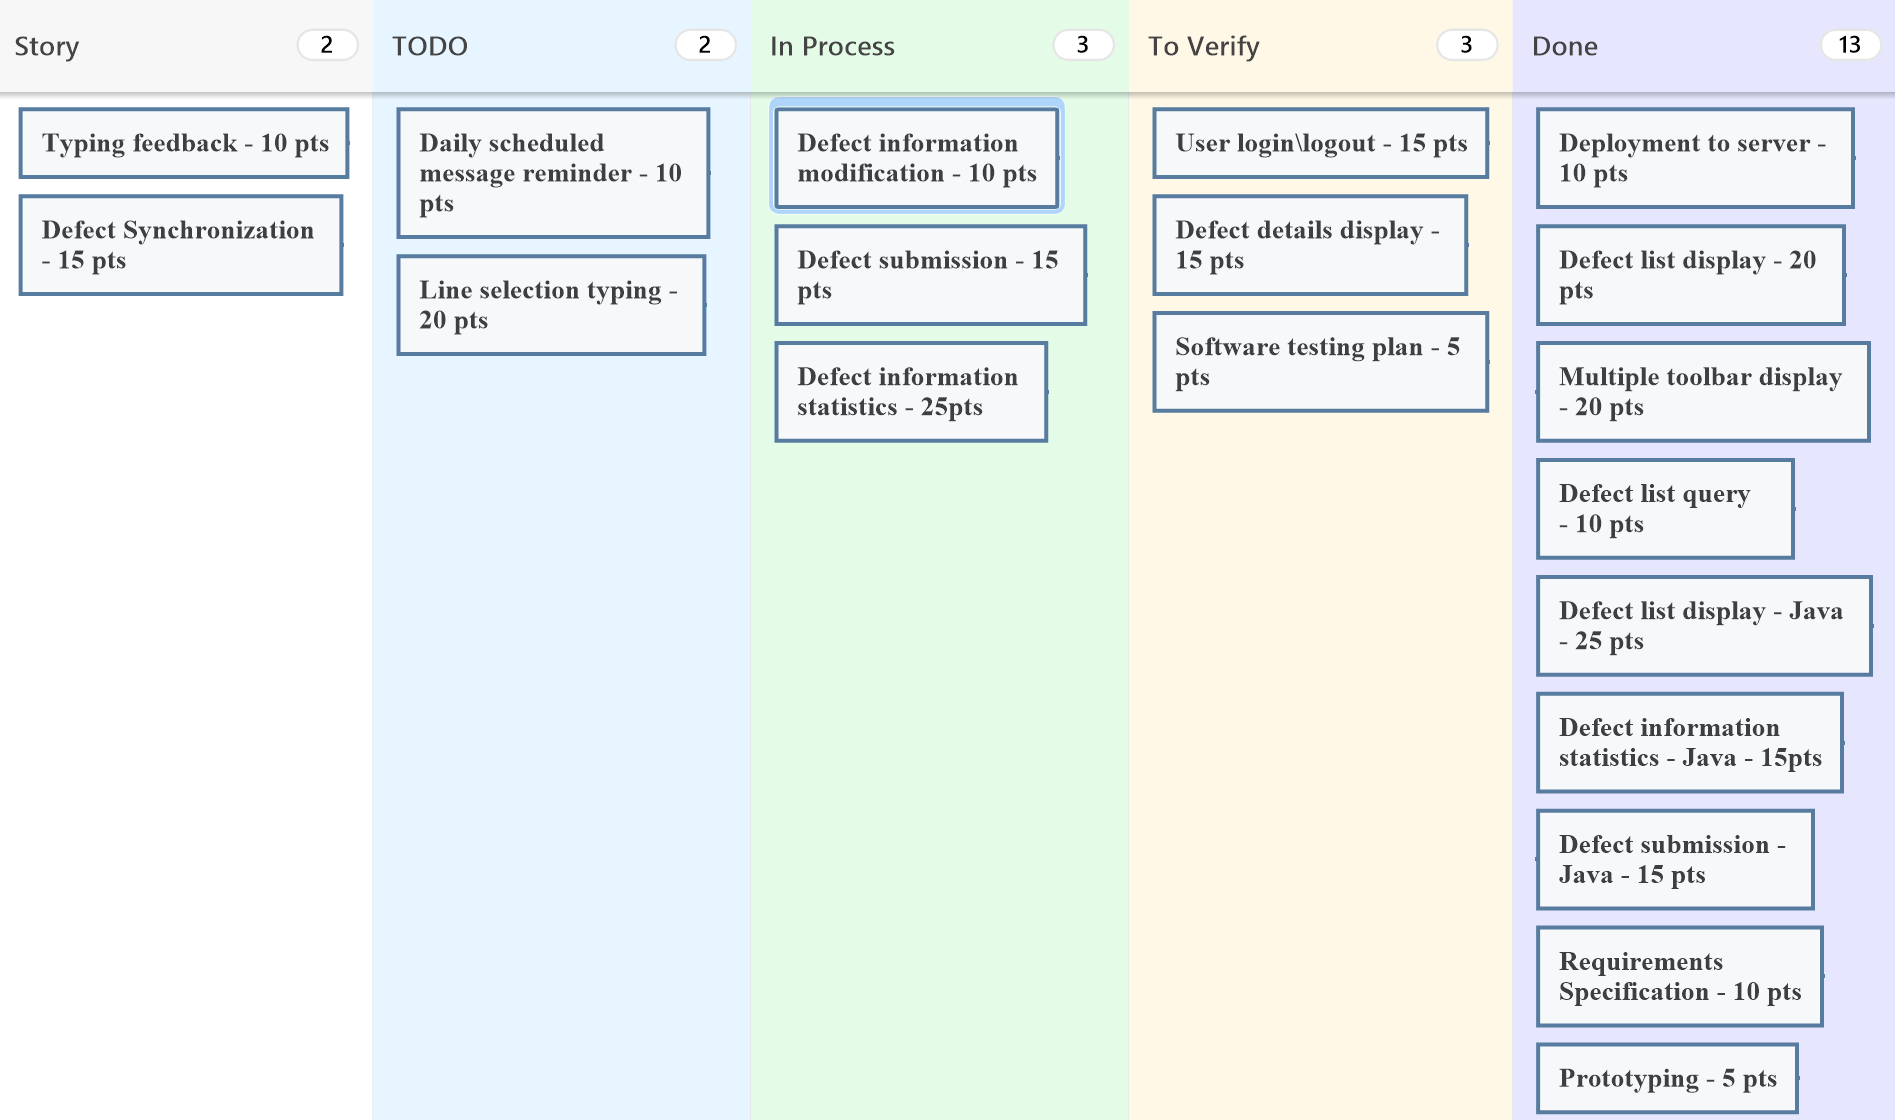 Story 2
Typing feedback - 10 pts
Defect Synchronization
- 15 pts
TODO 2
Daily scheduled
message reminder - 10
pts
Line selection typing -
20 pts
In Process 3
Defect information
modification - 10 pts
Defect submission - 15
pts
Defect information
statistics - 25pts
To Verify 3
User login\logout - 15 pts
Defect details display -
15 pts
Software testing plan - 5
pts
Done 13
Deployment to server -
10 pts
Defect list display - 20
pts
Multiple toolbar display
- 20 pts
Defect list query
- 10 pts
Defect list display - Java
- 25 pts
Defect information
statistics - Java - 15pts
Defect submission -
Java - 15 pts
Requirements
Specification - 10 pts
Prototyping - 5 pts